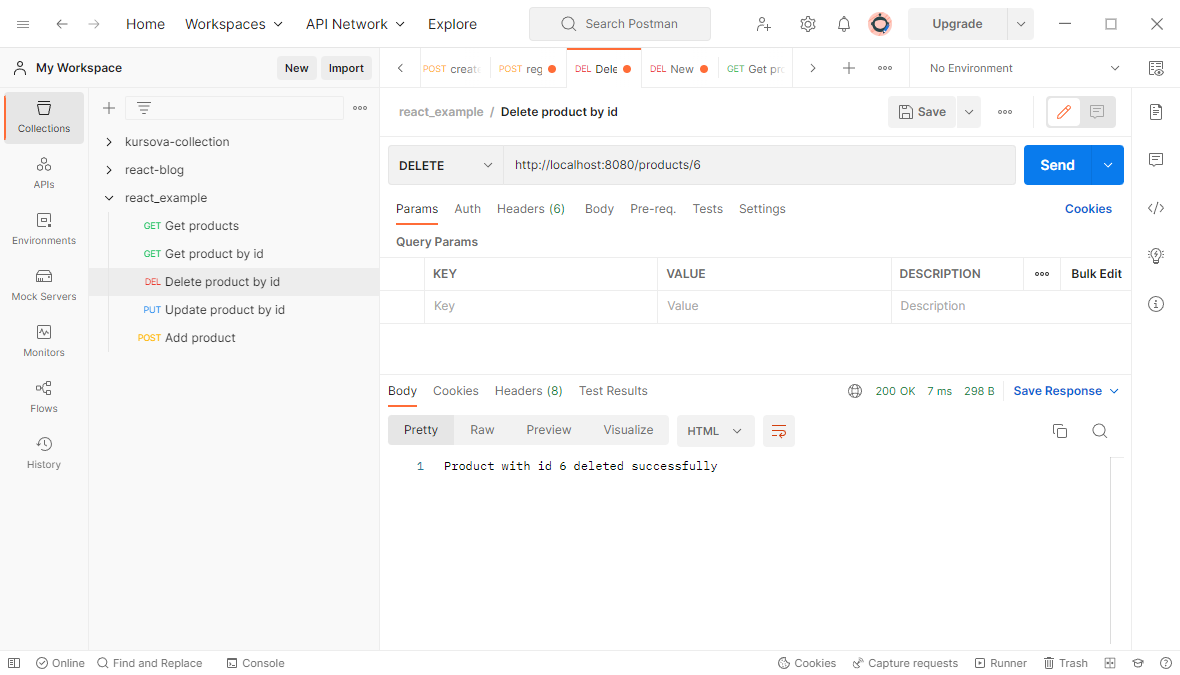 Home Workspaces API Network Explore Search Postman Upgrade
My Workspace New Import POST create POST reg DEL Dele DEL New GET Get pro No Environment
Collections
APIs
Environments
Mock Servers
Monitors
Flows
History
kursova-collection
react-blog
react_example
GET Get products
GET Get product by id
DEL Delete product by id
PUT Update product by id
POST Add product
react_example / Delete product by id Save
DELETE http://localhost:8080/products/6 Send
Params Auth Headers (6) Body Pre-req. Tests Settings Cookies
Query Params
KEY VALUE DESCRIPTION Bulk Edit
Key Value Description
Body Cookies Headers (8) Test Results 200 OK 7 ms 298 B Save Response
Pretty Raw Preview Visualize HTML
1 Product with id 6 deleted successfully
Online Find and Replace Console Cookies Capture requests Runner Trash